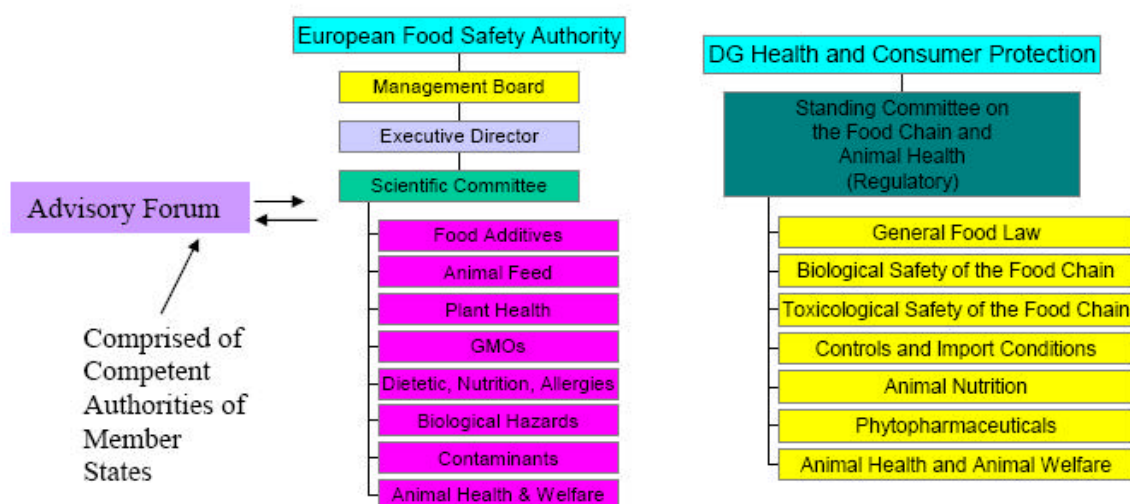 European Food Safety Authority
Management Board
Executive Director
Scientific Committee
Food Additives
Animal Feed
Plant Health
GMOs
Dietetic, Nutrition, Allergies
Biological Hazards
Contaminants
Animal Health & Welfare
Advisory Forum
Comprised of
Competent
Authorities of
Member
States
DG Health and Consumer Protection
Standing Committee on
the Food Chain and
Animal Health
(Regulatory)
General Food Law
Biological Safety of the Food Chain
Toxicological Safety of the Food Chain
Controls and Import Conditions
Animal Nutrition
Phytopharmaceuticals
Animal Health and Animal Welfare